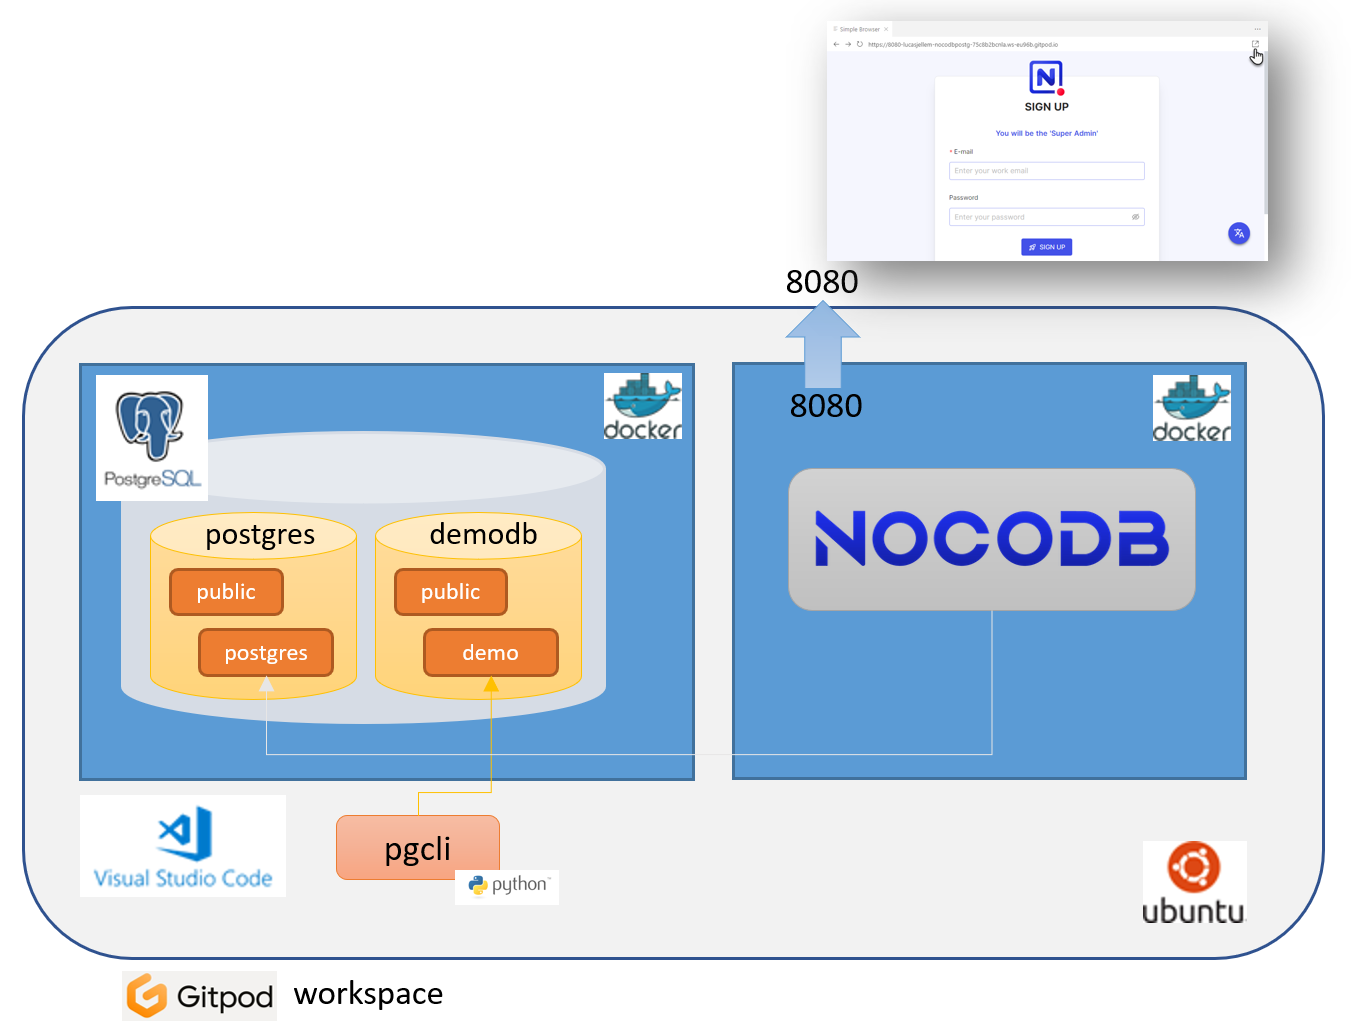 Simple Browser
https://8080-lucasjellem-nocodbpostg-75c8b2bcnla.ws-eu96b.gitpod.io
N
SIGN UP
You will be the 'Super Admin'
* E-mail
Enter your work email
Password
Enter your password
SIGN UP
8080
8080
PostgreSQL
docker
docker
postgres
demodb
NOCODB
public
public
postgres
demo
pgcli
Visual Studio Code
python
ubuntu
Gitpod workspace